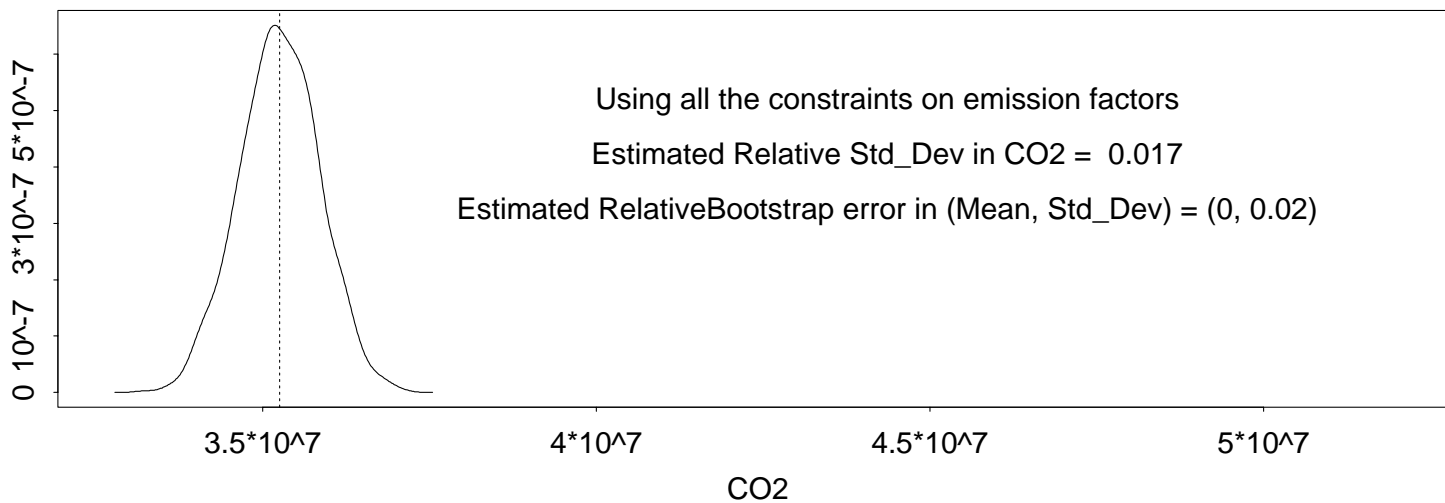 Using all the constraints on emission factors
Estimated Relative Std_Dev in CO2 = 0.017
Estimated RelativeBootstrap error in (Mean, Std_Dev) = (0, 0.02)
0 10^-7 3*10^-7 5*10^-7
3.5*10^7 4*10^7 4.5*10^7 5*10^7
CO2